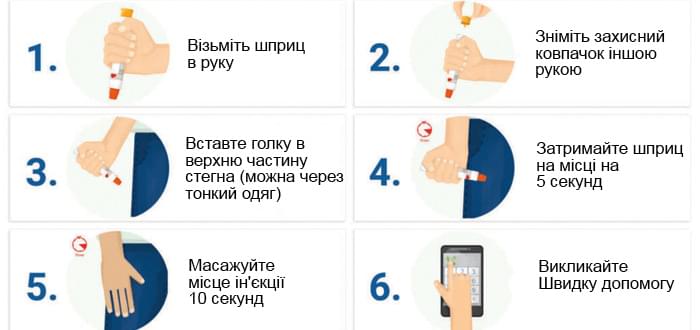 1.
Візьміть шприц
в руку
2.
Зніміть захисний
ковпачок іншою
рукою
3.
Вставте голку в
верхню частину
стегна (можна через
тонкий одяг)
4.
Затримайте шприц
на місці на
5 секунд
5.
Масажуйте
місце ін'єкції
10 секунд
6.
Викликайте
Швидку допомогу